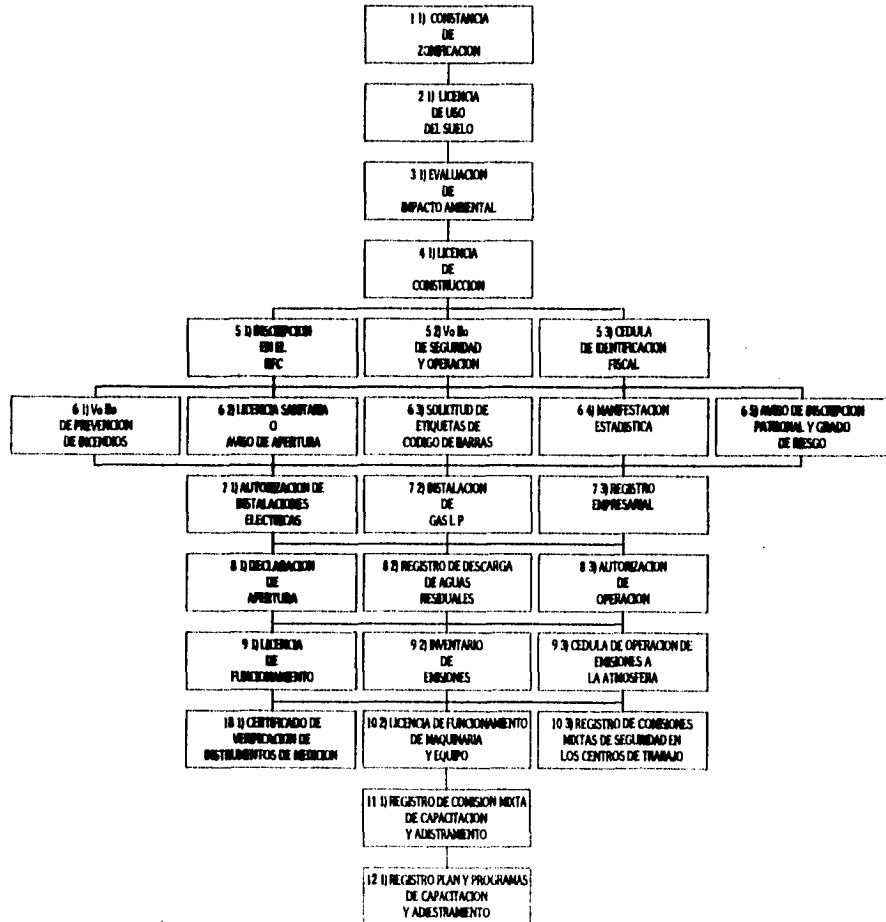 1 1) CONSTANCIA
DE
ZONIFICACION
2 1) LICENCIA
DE USO
DEL SUELO
3 1) EVALUACION
DE
IMPACTO AMBIENTAL
4 1) LICENCIA
DE
CONSTRUCCION
5 1) INSCRIPCION
EN EL
RFC
5 2) Vo Bo
DE SEGURIDAD
Y OPERACION
5 3) CEDULA
DE IDENTIFICACION
FISCAL
6 1) Vo Bo
DE PREVENCION
DE INCENDIOS
6 2) LICENCIA SANITARIA
O
AVISO DE APERTURA
6 3) SOLICITUD DE
ETIQUETAS DE
CODIGO DE BARRAS
6 4) MANIFESTACION
ESTADISTICA
6 5) AVISO DE INSCRIPCION
PATRONAL Y GRADO
DE RIESGO
7 1) AUTORIZACION DE
INSTALACIONES
ELECTRICAS
7 2) INSTALACION
DE
GAS L P
7 3) REGISTRO
EMPRESARIAL
8 1) DECLARACION
DE
APERTURA
8 2) REGISTRO DE DESCARGA
DE AGUAS
RESIDUALES
8 3) AUTORIZACION
DE
OPERACION
9 1) LICENCIA
DE
FUNCIONAMIENTO
9 2) INVENTARIO
DE
EMISIONES
9 3) CEDULA DE OPERACION DE
EMISIONES A
LA ATMOSFERA
10 1) CERTIFICADO DE
VERIFICACION DE
INSTRUMENTOS DE MEDICION
10 2) LICENCIA DE FUNCIONAMIENTO
DE MAQUINARIA
Y EQUIPO
10 3) REGISTRO DE COMISIONES
MIXTAS DE SEGURIDAD EN
LOS CENTROS DE TRABAJO
11 1) REGISTRO DE COMISION MIXTA
DE CAPACITACION
Y ADISTRAMIENTO
12 1) REGISTRO PLAN Y PROGRAMAS
DE CAPACITACION
Y ADIESTRAMIENTO